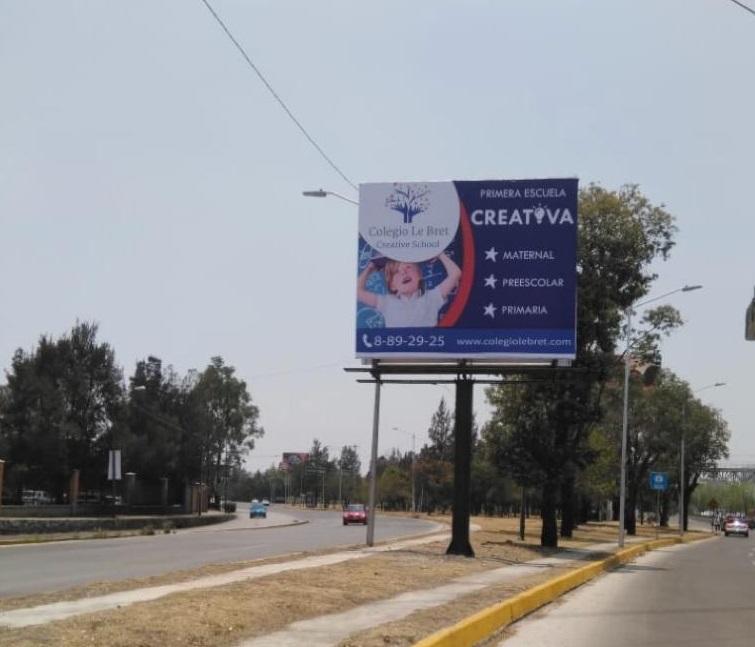 Colegio Le Bret
Creative School
PRIMERA ESCUELA
CREATIVA
MATERNAL
PREESCOLAR
PRIMARIA
8-89-29-25
www.colegiolebret.com